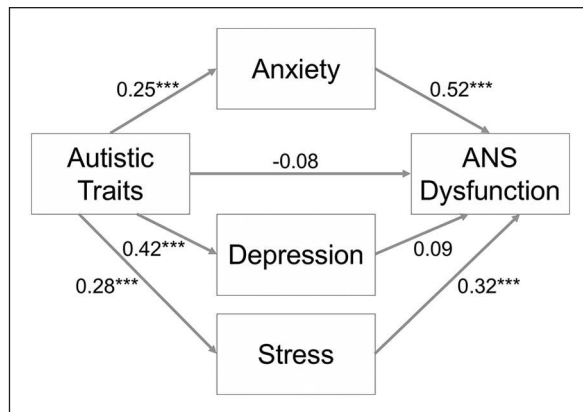 Anxiety
0.25***
0.52***
Autistic
Traits
-0.08
ANS
Dysfunction
0.42***
Depression
0.09
0.28***
0.32***
Stress